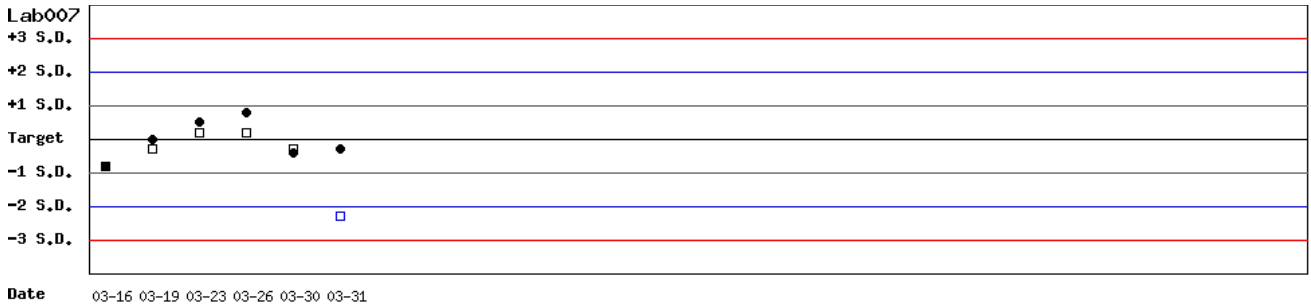 Lab007
+3 S.D.
+2 S.D.
+1 S.D.
Target
-1 S.D.
-2 S.D.
-3 S.D.
Date 03-16 03-19 03-23 03-26 03-30 03-31